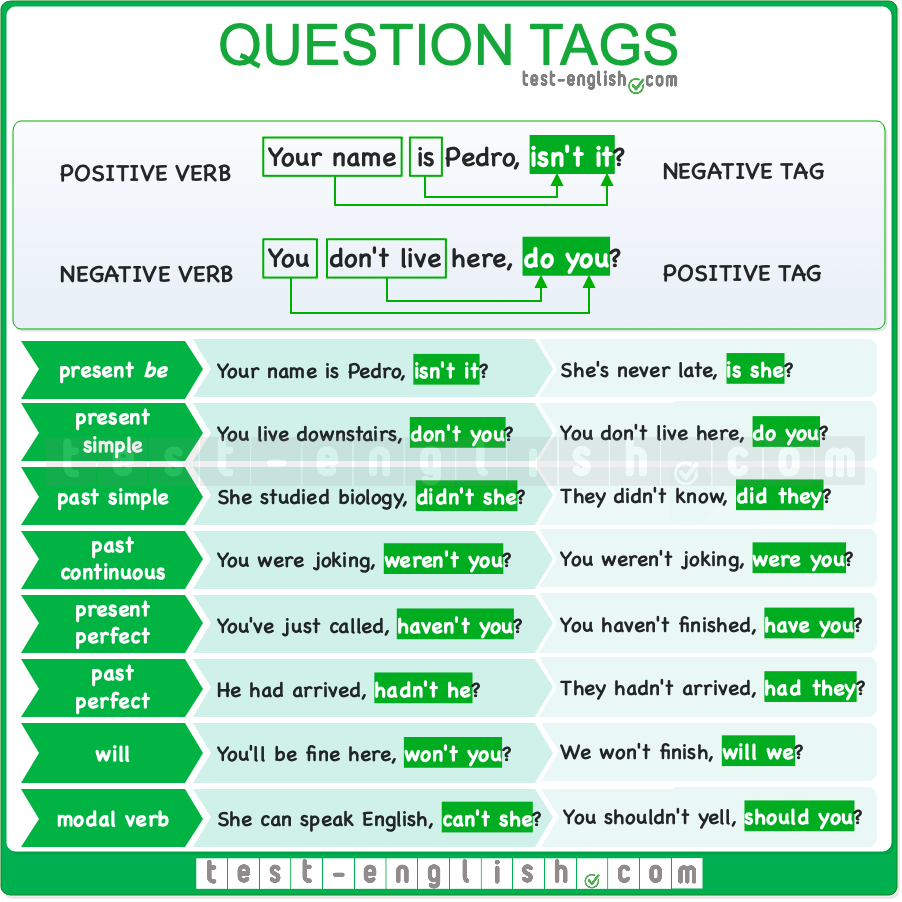 QUESTION TAGS
test-english.com
POSITIVE VERB Your name is Pedro, isn't it? NEGATIVE TAG
NEGATIVE VERB You don't live here, do you? POSITIVE TAG
present be Your name is Pedro, isn't it? She's never late, is she?
present
simple
You live downstairs, don't you? You don't live here, do you?
test-english.com
past simple She studied biology, didn't she? They didn't know, did they?
past
continuous
You were joking, weren't you? You weren't joking, were you?
present
perfect
You've just called, haven't you? You haven't finished, have you?
past
perfect
He had arrived, hadn't he? They hadn't arrived, had they?
will You'll be fine here, won't you? We won't finish, will we?
modal verb She can speak English, can't she? You shouldn't yell, should you?
test-english.com